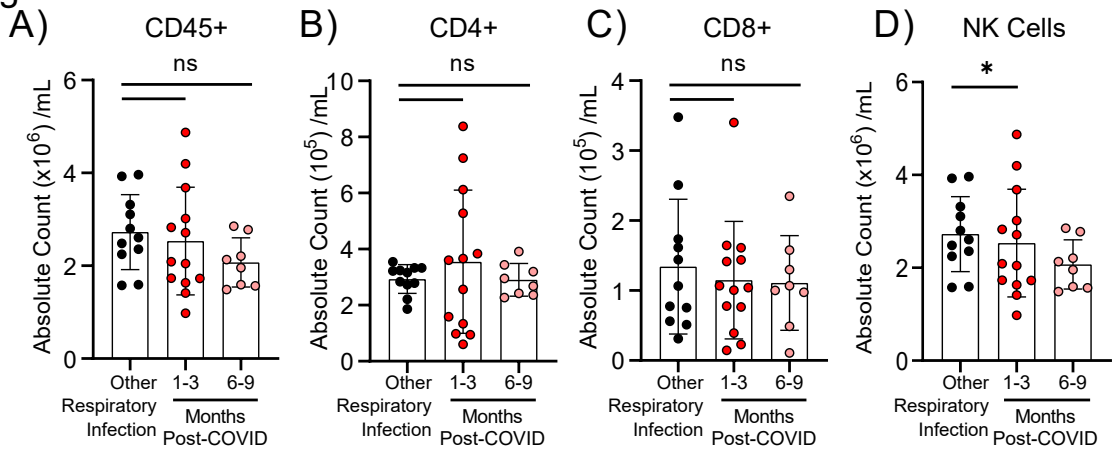 A) CD45+
ns
Absolute Count (x10⁶) /mL
6
4
2
0
Other Respiratory Infection
1-3
6-9
Months Post-COVID
B) CD4+
ns
Absolute Count (10⁵) /mL
10
8
6
4
2
0
Other Respiratory Infection
1-3
6-9
Months Post-COVID
C) CD8+
ns
Absolute Count (10⁵) /mL
4
3
2
1
0
Other Respiratory Infection
1-3
6-9
Months Post-COVID
D) NK Cells
*
Absolute Count (x10⁶) /mL
6
4
2
0
Other Respiratory Infection
1-3
6-9
Months Post-COVID